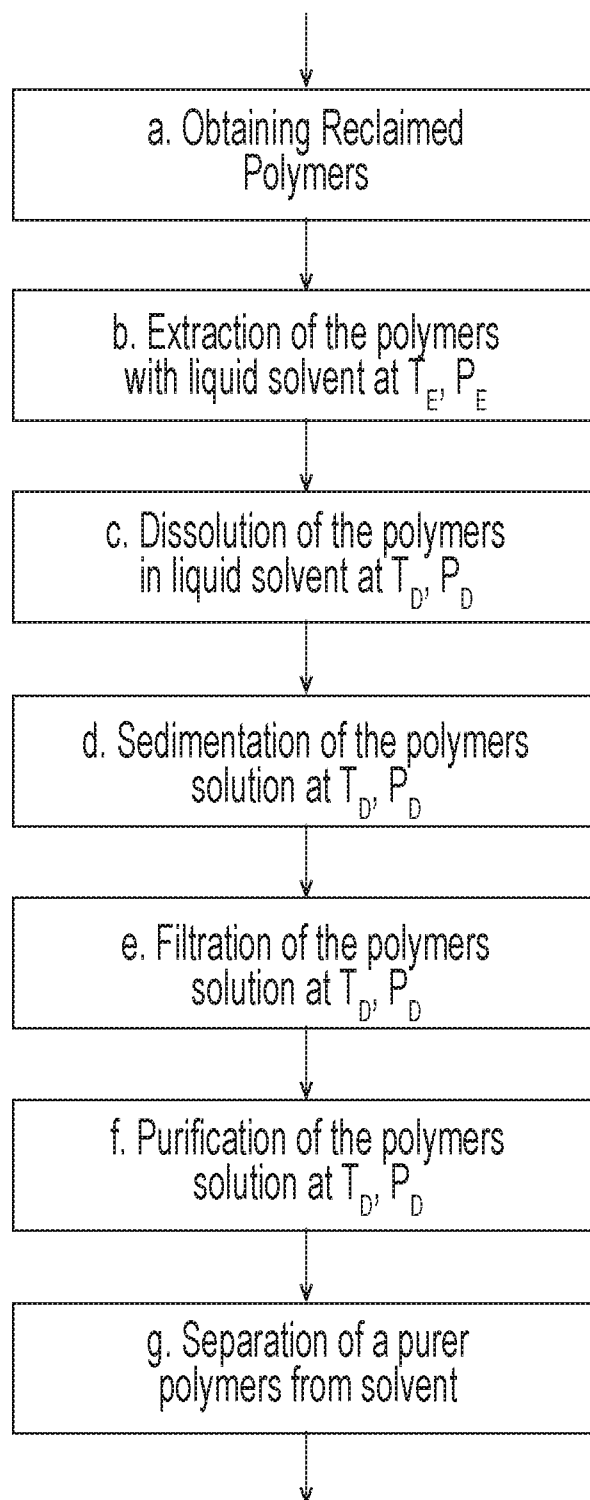 a. Obtaining Reclaimed
Polymers
b. Extraction of the polymers
with liquid solvent at T_E, P_E
c. Dissolution of the polymers
in liquid solvent at T_D, P_D
d. Sedimentation of the polymers
solution at T_D, P_D
e. Filtration of the polymers
solution at T_D, P_D
f. Purification of the polymers
solution at T_D, P_D
g. Separation of a purer
polymers from solvent